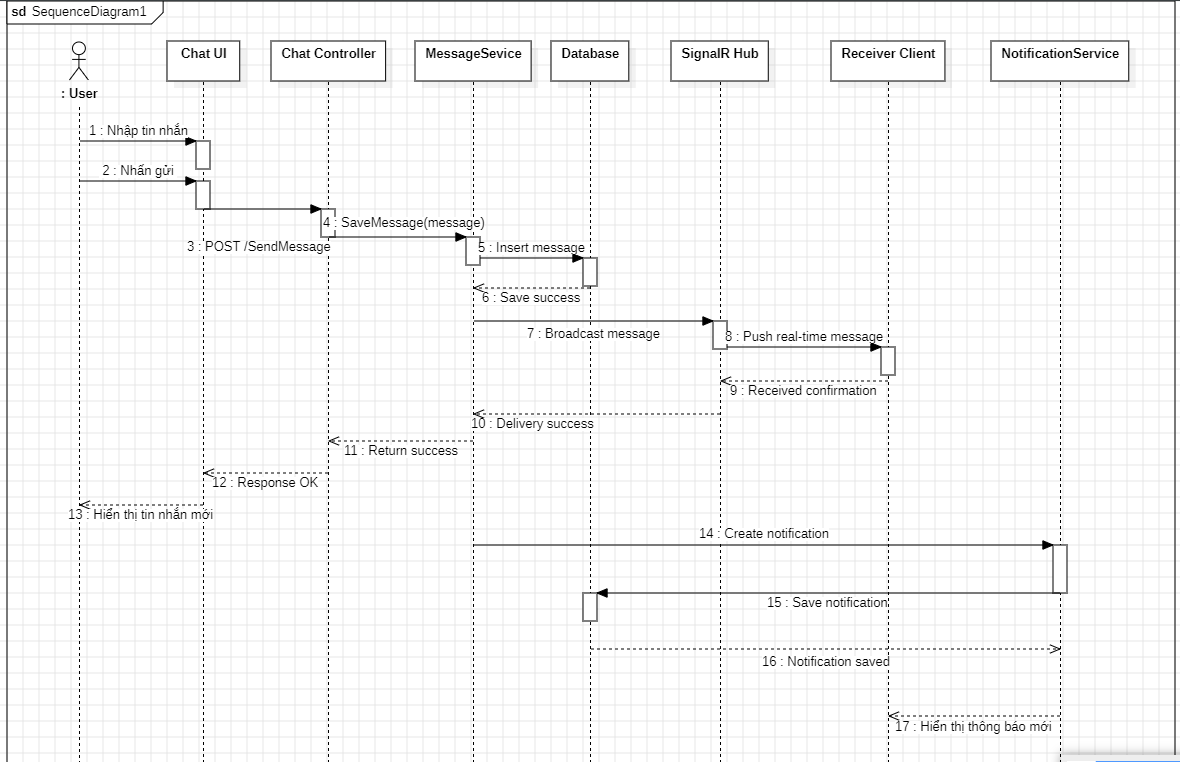 sd SequenceDiagram1
Chat UI
Chat Controller
MessageSevice
Database
SignalR Hub
Receiver Client
NotificationService
: User
1 : Nhập tin nhắn
2 : Nhấn gửi
3 : POST /SendMessage
4 : SaveMessage(message)
5 : Insert message
6 : Save success
7 : Broadcast message
8 : Push real-time message
9 : Received confirmation
10 : Delivery success
11 : Return success
12 : Response OK
13 : Hiển thị tin nhắn mới
14 : Create notification
15 : Save notification
16 : Notification saved
17 : Hiển thị thông báo mới